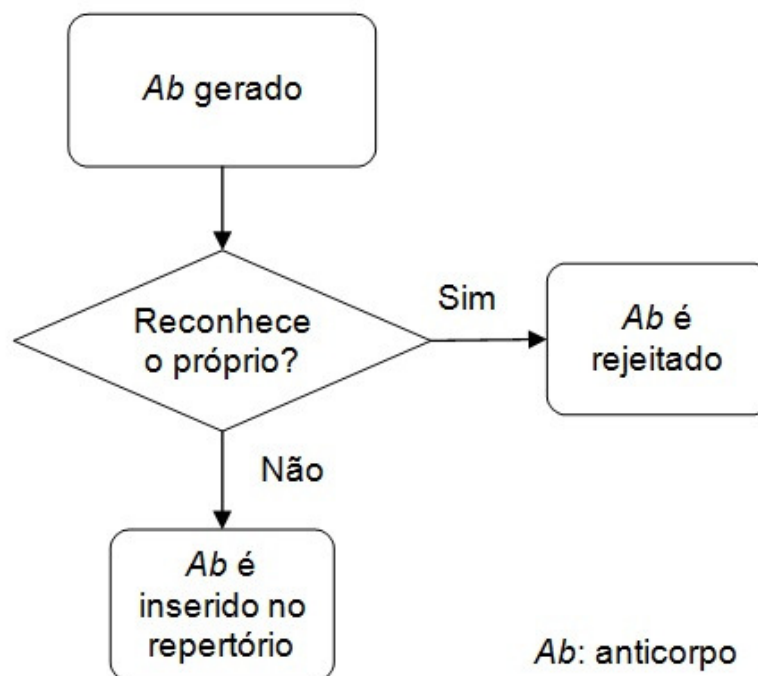 Ab gerado
Reconhece
o próprio?
Sim
Ab é
rejeitado
Não
Ab é
inserido no
repertório
Ab: anticorpo